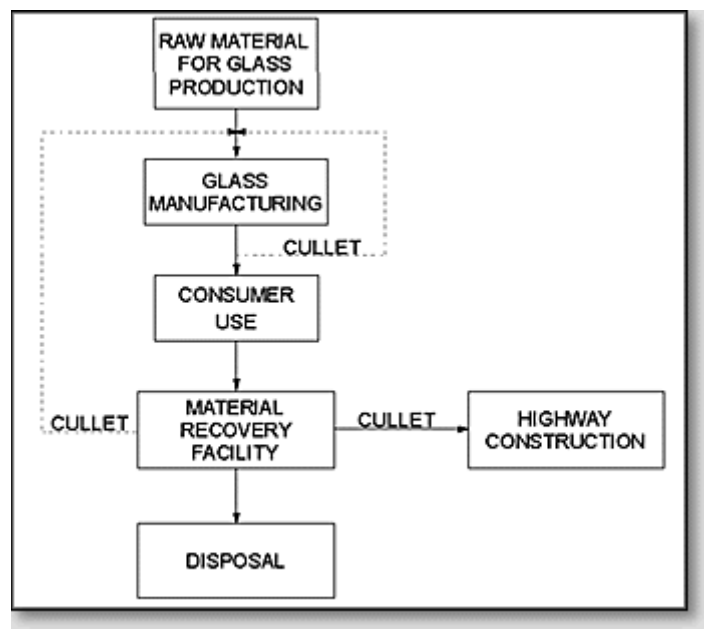 RAW MATERIAL
FOR GLASS
PRODUCTION
GLASS
MANUFACTURING
CULLET
CONSUMER
USE
CULLET
MATERIAL
RECOVERY
FACILITY
CULLET
HIGHWAY
CONSTRUCTION
DISPOSAL